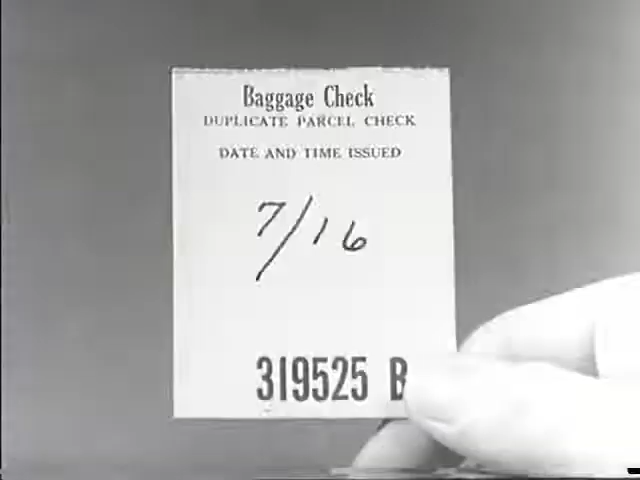 Baggage Check
DUPLICATE PARCEL CHECK
DATE AND TIME ISSUED
7/16
319525 B